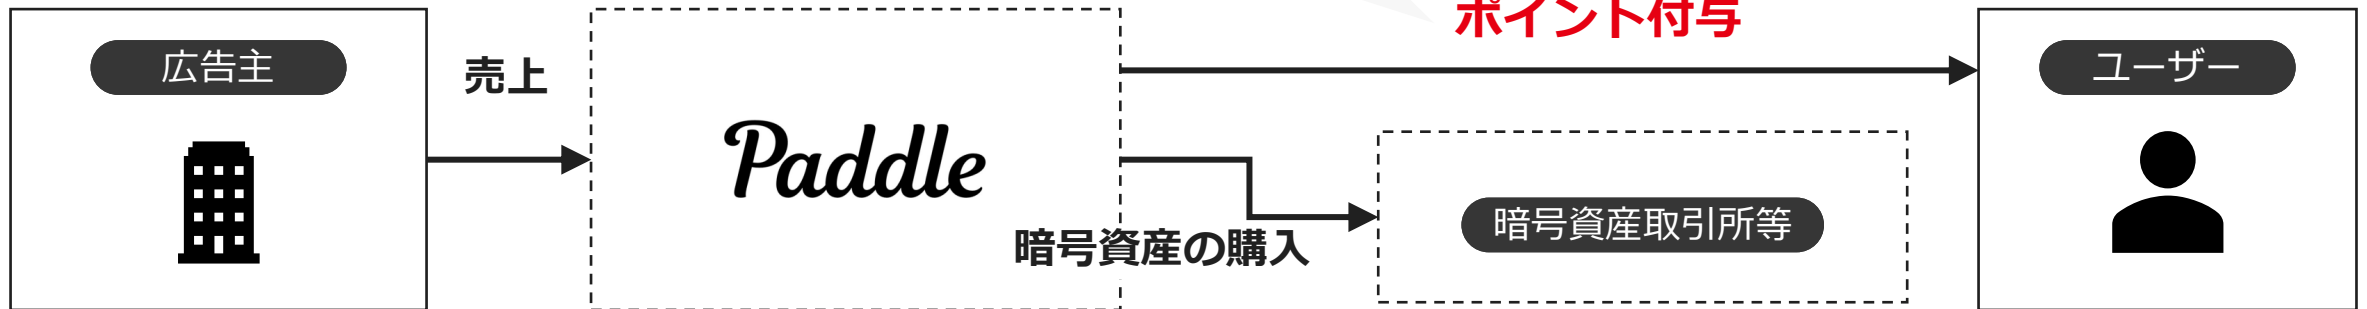 ポイント付与
広告主
売上
Paddle
ユーザー
暗号資産の購入
暗号資産取引所等